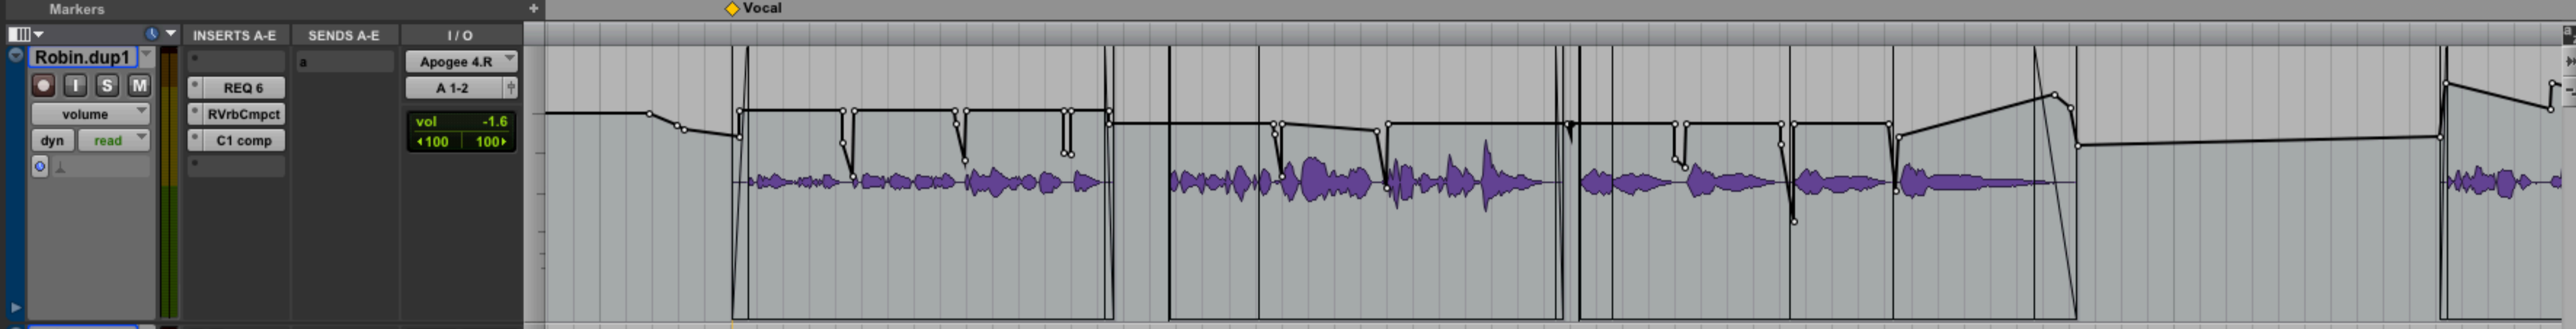 Markers
+
Vocal
INSERTS A-E
SENDS A-E
I / O
Robin.dup1
a
Apogee 4.R
I S M
REQ 6
A 1-2
volume
RVrbCmpct
vol -1.6
dyn read
C1 comp
100 100